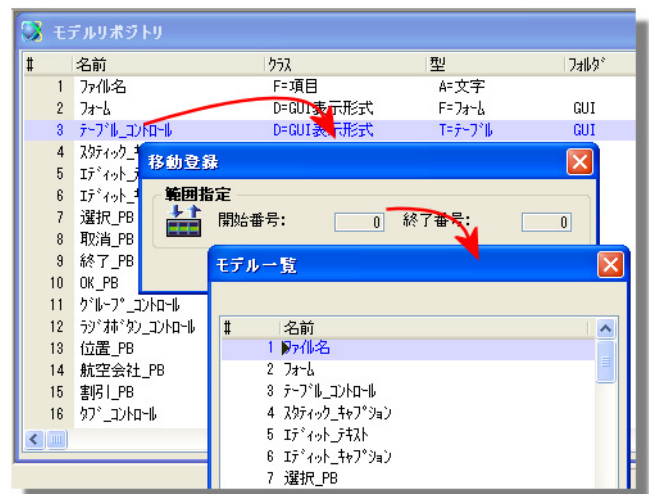 モデルリポジトリ
# 名前 クラス 型 フォルダ
1 ファイル名 F=項目 A=文字
2 フォーム D=GUI表示形式 F=フォーム GUI
3 テーブル_コントロール D=GUI表示形式 T=テーブル GUI
4 スタティック_キ
5 エディット_テ
6 エディット_キ
7 選択_PB
8 取消_PB
9 終了_PB
10 OK_PB
11 グループ_コントロール
12 ラジオボタン_コントロール
13 位置_PB
14 航空会社_PB
15 割引_PB
16 タブ_コントロール
移動登録
範囲指定
開始番号: 0 終了番号: 0
モデル一覧
# 名前
1 ファイル名
2 フォーム
3 テーブル_コントロール
4 スタティック_キャプション
5 エディット_テキスト
6 エディット_キャプション
7 選択_PB